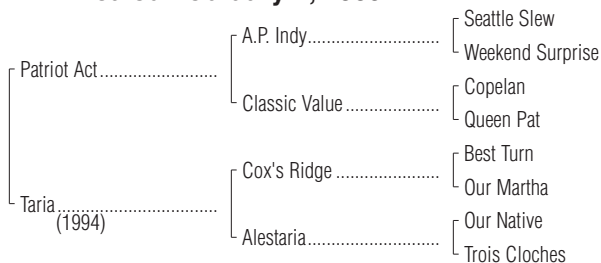 Seattle Slew
A.P. Indy
Weekend Surprise
Patriot Act
Copelan
Classic Value
Queen Pat
Best Turn
Cox's Ridge
Our Martha
Taria
(1994)
Our Native
Alestaria
Trois Cloches